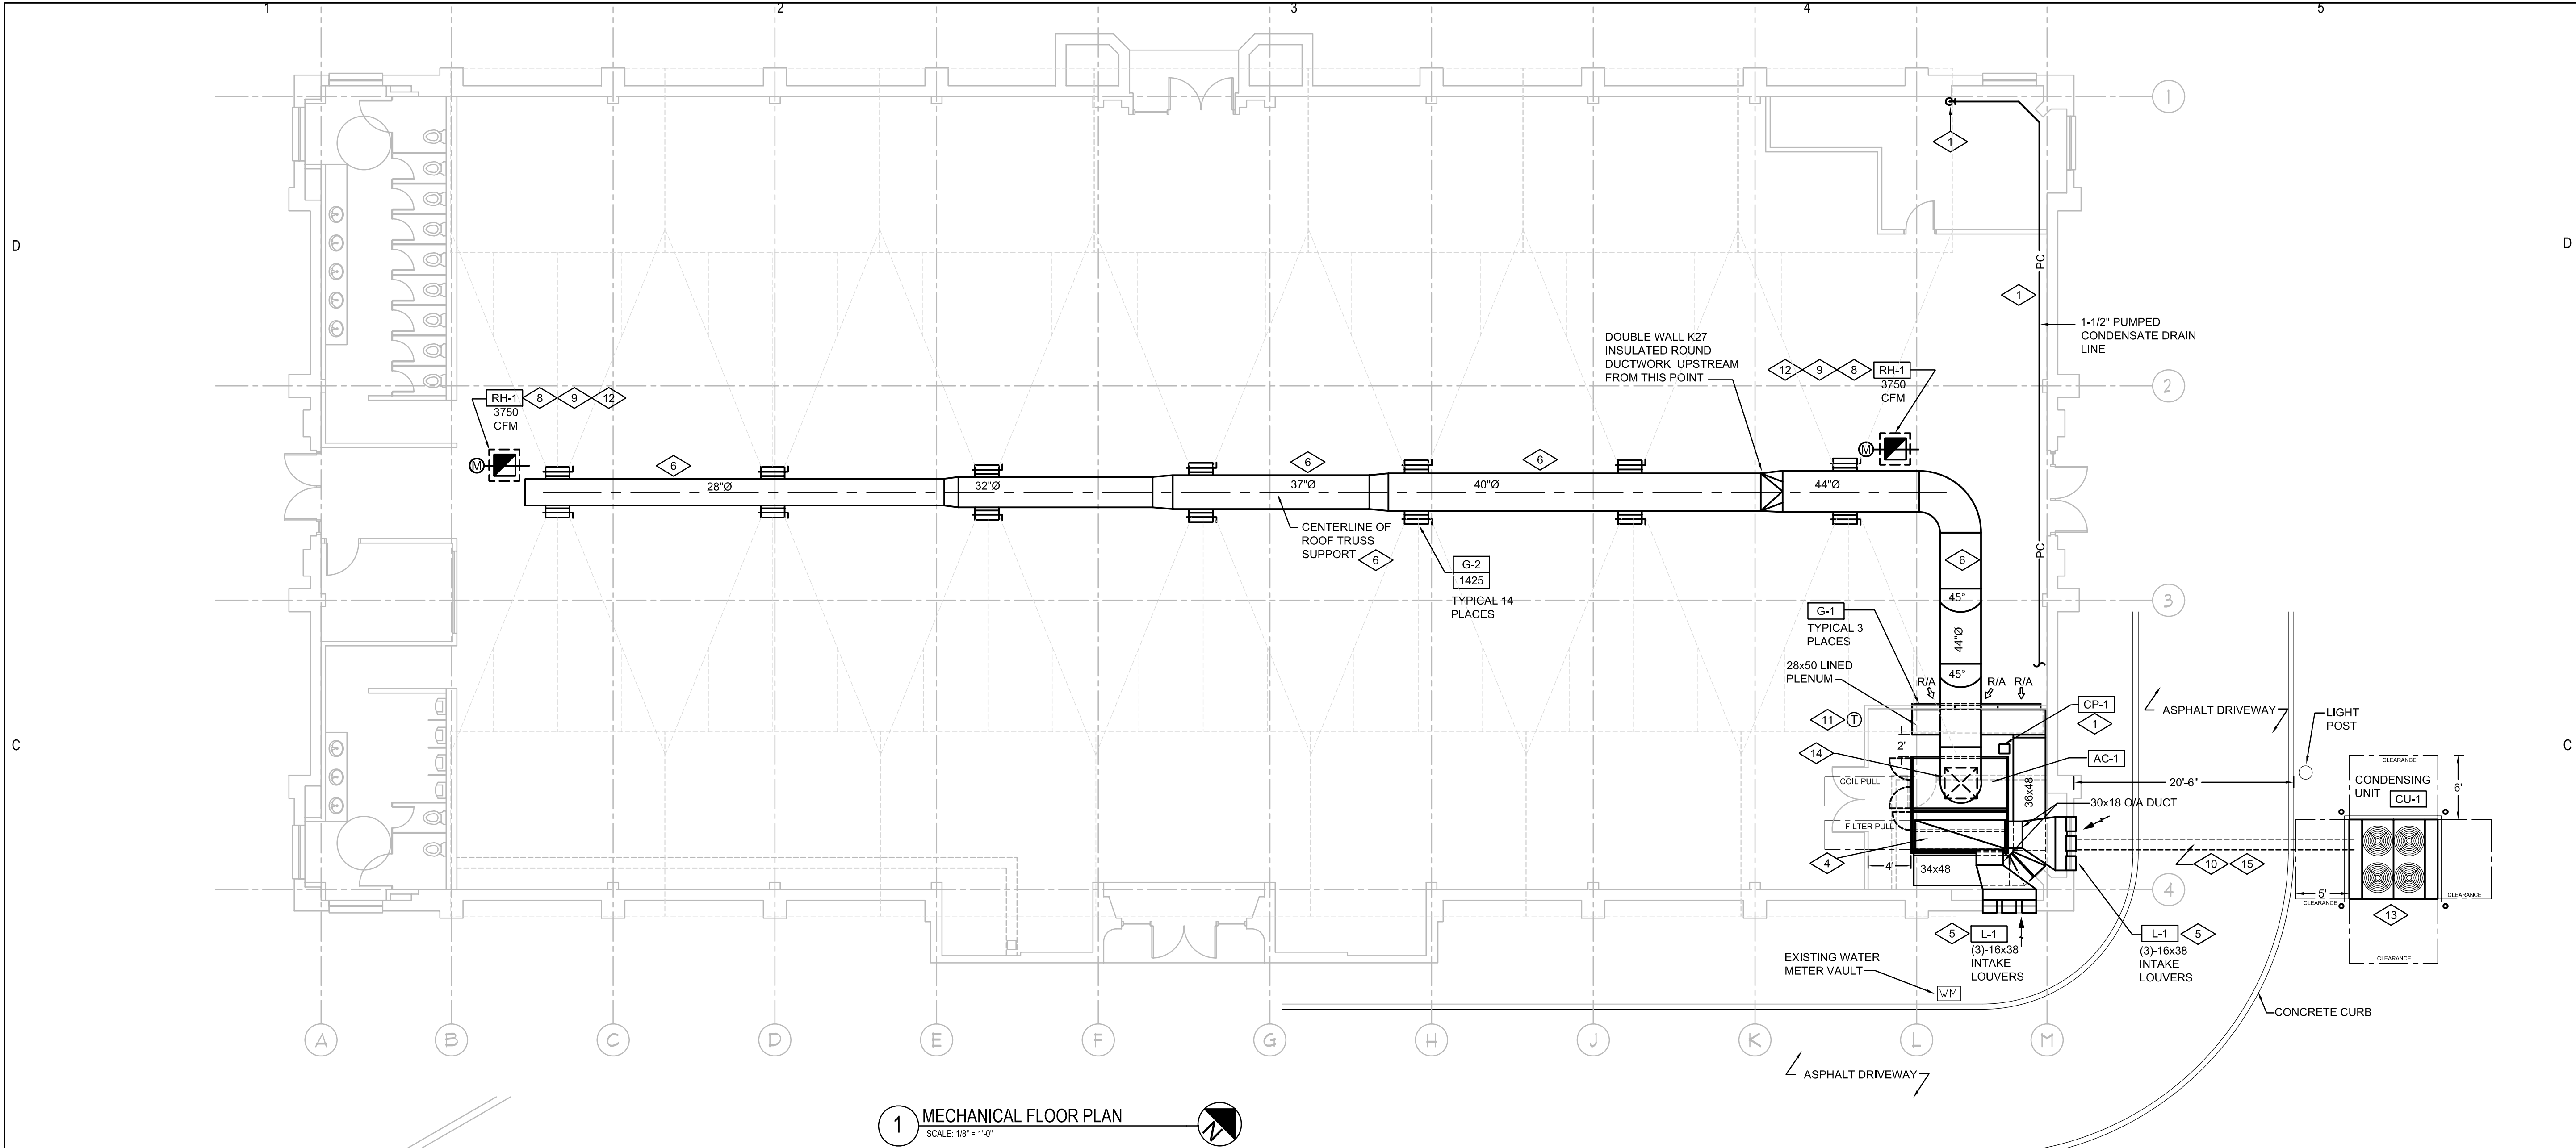 1
2
3
4
5
D
D
C
C
1
2
3
4
1
1
PC
PC
1-1/2" PUMPED
CONDENSATE DRAIN
LINE
DOUBLE WALL K27
INSULATED ROUND
DUCTWORK UPSTREAM
FROM THIS POINT
12
9
8
RH-1
3750
CFM
M
RH-1
8
9
12
3750
CFM
M
6
6
6
28"Ø
32"Ø
37"Ø
40"Ø
44"Ø
CENTERLINE OF
ROOF TRUSS
SUPPORT
6
G-2
1425
TYPICAL 14
PLACES
6
45°
44"Ø
45°
G-1
TYPICAL 3
PLACES
28x50 LINED
PLENUM
R/A
R/A
R/A
11
T
CP-1
1
2'
14
AC-1
COIL PULL
36x48
30x18 O/A DUCT
FILTER PULL
4
4'
34x48
20'-6"
10
15
ASPHALT DRIVEWAY
LIGHT
POST
CLEARANCE
CONDENSING
UNIT
CU-1
6'
5'
CLEARANCE
CLEARANCE
13
CLEARANCE
5
L-1
(3)-16x38
INTAKE
LOUVERS
L-1
5
(3)-16x38
INTAKE
LOUVERS
EXISTING WATER
METER VAULT
WM
CONCRETE CURB
ASPHALT DRIVEWAY
A
B
C
D
E
F
G
H
J
K
L
M
1
MECHANICAL FLOOR PLAN
SCALE: 1/8" = 1'-0"
N